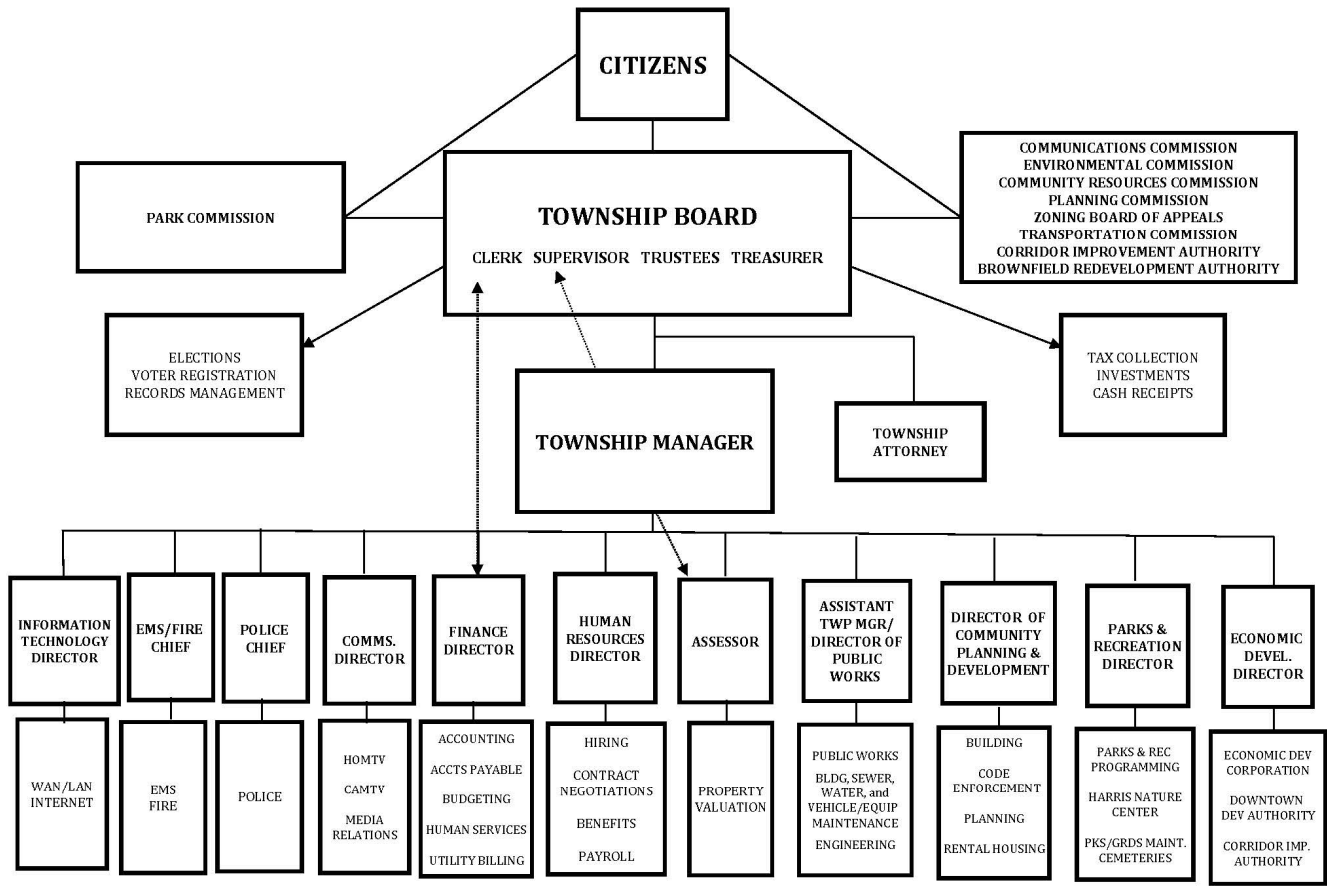 CITIZENS
PARK COMMISSION
TOWNSHIP BOARD
CLERK SUPERVISOR TRUSTEES TREASURER
COMMUNICATIONS COMMISSION
ENVIRONMENTAL COMMISSION
COMMUNITY RESOURCES COMMISSION
PLANNING COMMISSION
ZONING BOARD OF APPEALS
TRANSPORTATION COMMISSION
CORRIDOR IMPROVEMENT AUTHORITY
BROWNFIELD REDEVELOPMENT AUTHORITY
ELECTIONS
VOTER REGISTRATION
RECORDS MANAGEMENT
TAX COLLECTION
INVESTMENTS
CASH RECEIPTS
TOWNSHIP MANAGER
TOWNSHIP
ATTORNEY
INFORMATION
TECHNOLOGY
DIRECTOR
EMS/FIRE
CHIEF
POLICE
CHIEF
COMMS.
DIRECTOR
FINANCE
DIRECTOR
HUMAN
RESOURCES
DIRECTOR
ASSESSOR
ASSISTANT
TWP MGR/
DIRECTOR OF
PUBLIC
WORKS
DIRECTOR OF
COMMUNITY
PLANNING &
DEVELOPMENT
PARKS &
RECREATION
DIRECTOR
ECONOMIC
DEVEL.
DIRECTOR
WAN/LAN
INTERNET
EMS
FIRE
POLICE
HOMTV
CAMTV
MEDIA
RELATIONS
ACCOUNTING
ACCTS PAYABLE
BUDGETING
HUMAN SERVICES
UTILITY BILLING
HIRING
CONTRACT
NEGOTIATIONS
BENEFITS
PAYROLL
PROPERTY
VALUATION
PUBLIC WORKS
BLDG, SEWER,
WATER, and
VEHICLE/EQUIP
MAINTENANCE
ENGINEERING
BUILDING
CODE
ENFORCEMENT
PLANNING
RENTAL HOUSING
PARKS & REC
PROGRAMMING
HARRIS NATURE
CENTER
PKS/GRDS MAINT.
CEMETERIES
ECONOMIC DEV
CORPORATION
DOWNTOWN
DEV AUTHORITY
CORRIDOR IMP.
AUTHORITY